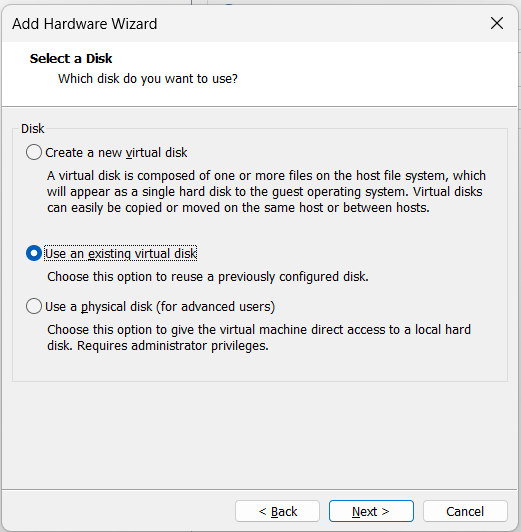 Add Hardware Wizard
Select a Disk
Which disk do you want to use?
Disk
Create a new virtual disk
A virtual disk is composed of one or more files on the host file system, which
will appear as a single hard disk to the guest operating system. Virtual disks
can easily be copied or moved on the same host or between hosts.
Use an existing virtual disk
Choose this option to reuse a previously configured disk.
Use a physical disk (for advanced users)
Choose this option to give the virtual machine direct access to a local hard
disk. Requires administrator privileges.
< Back
Next >
Cancel